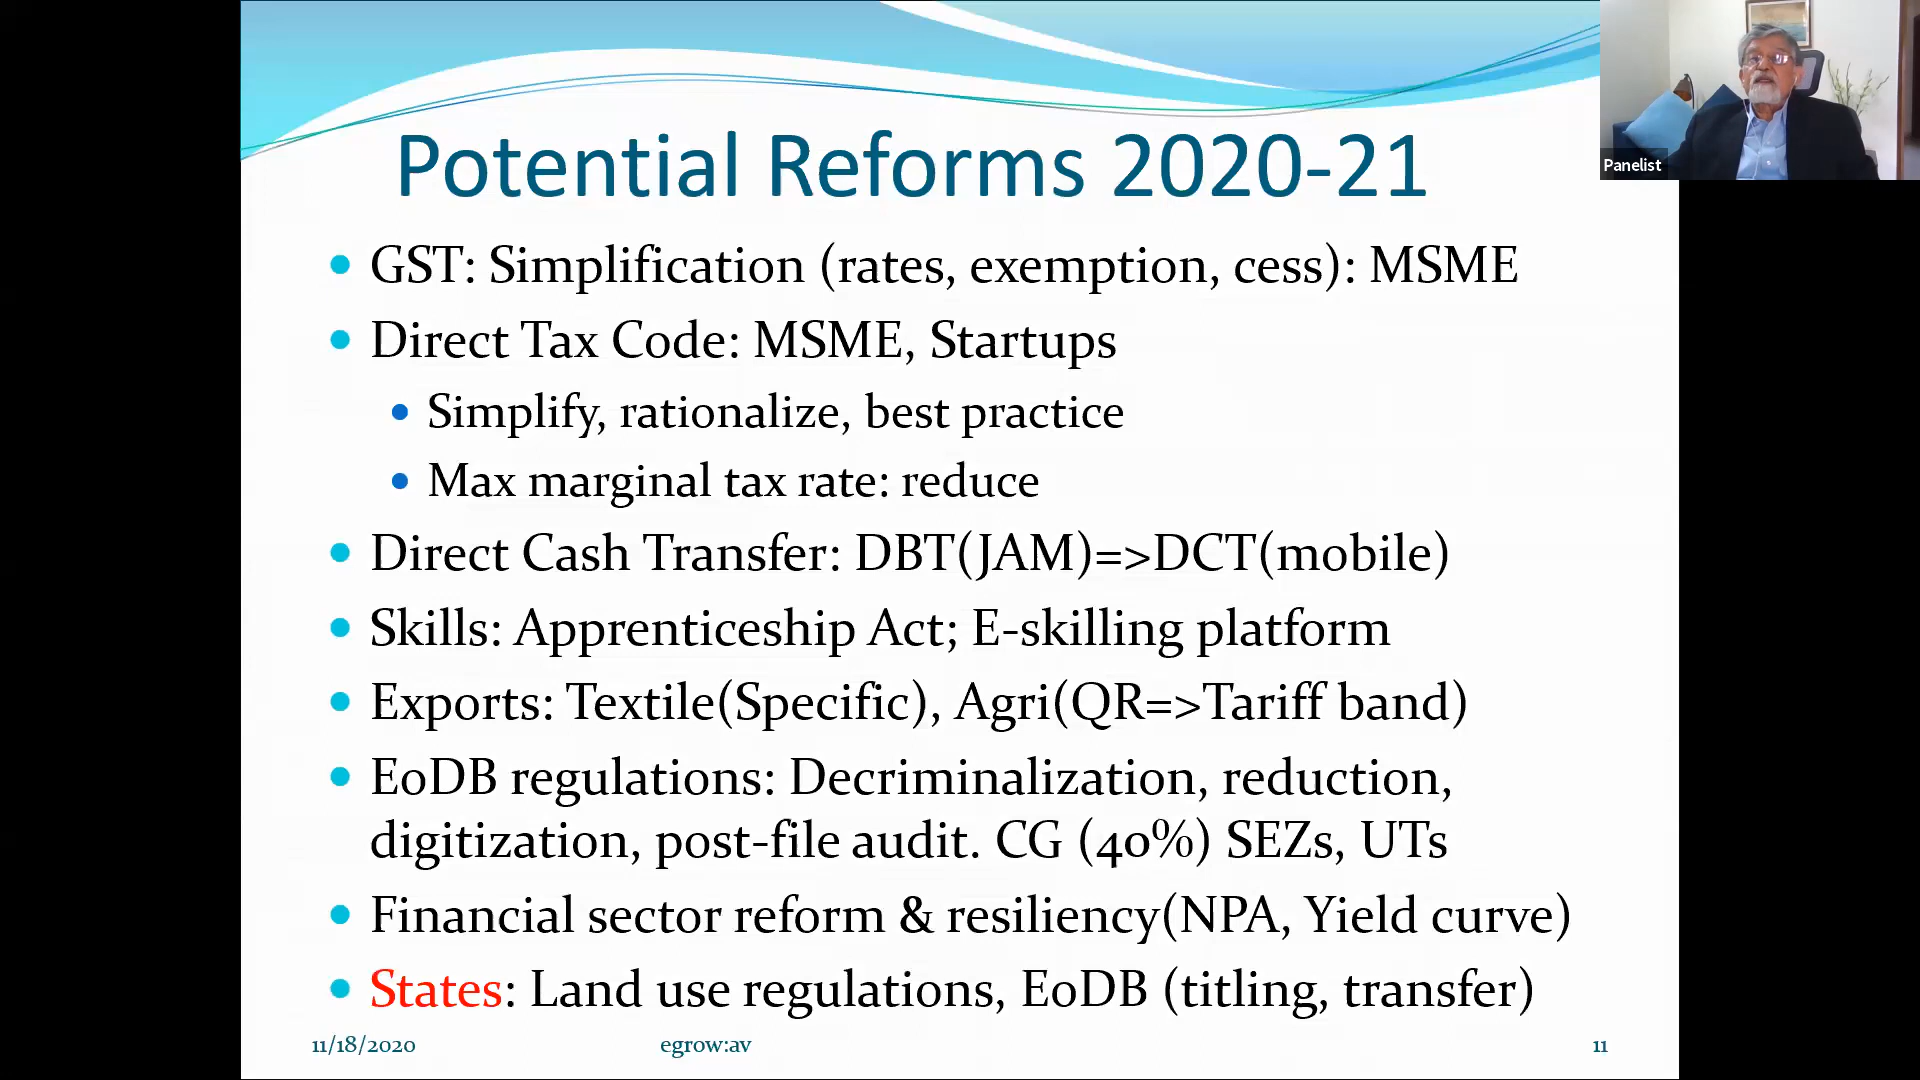 Potential Reforms 2020-21
Panelist
• GST: Simplification (rates, exemption, cess): MSME
• Direct Tax Code: MSME, Startups
• Simplify, rationalize, best practice
• Max marginal tax rate: reduce
• Direct Cash Transfer: DBT(JAM)=>DCT(mobile)
• Skills: Apprenticeship Act; E-skilling platform
• Exports: Textile(Specific), Agri(QR=>Tariff band)
• EoDB regulations: Decriminalization, reduction,
digitization, post-file audit. CG (40%) SEZs, UTs
• Financial sector reform & resiliency(NPA, Yield curve)
• States: Land use regulations, EoDB (titling, transfer)
11/18/2020
egrow:av
11